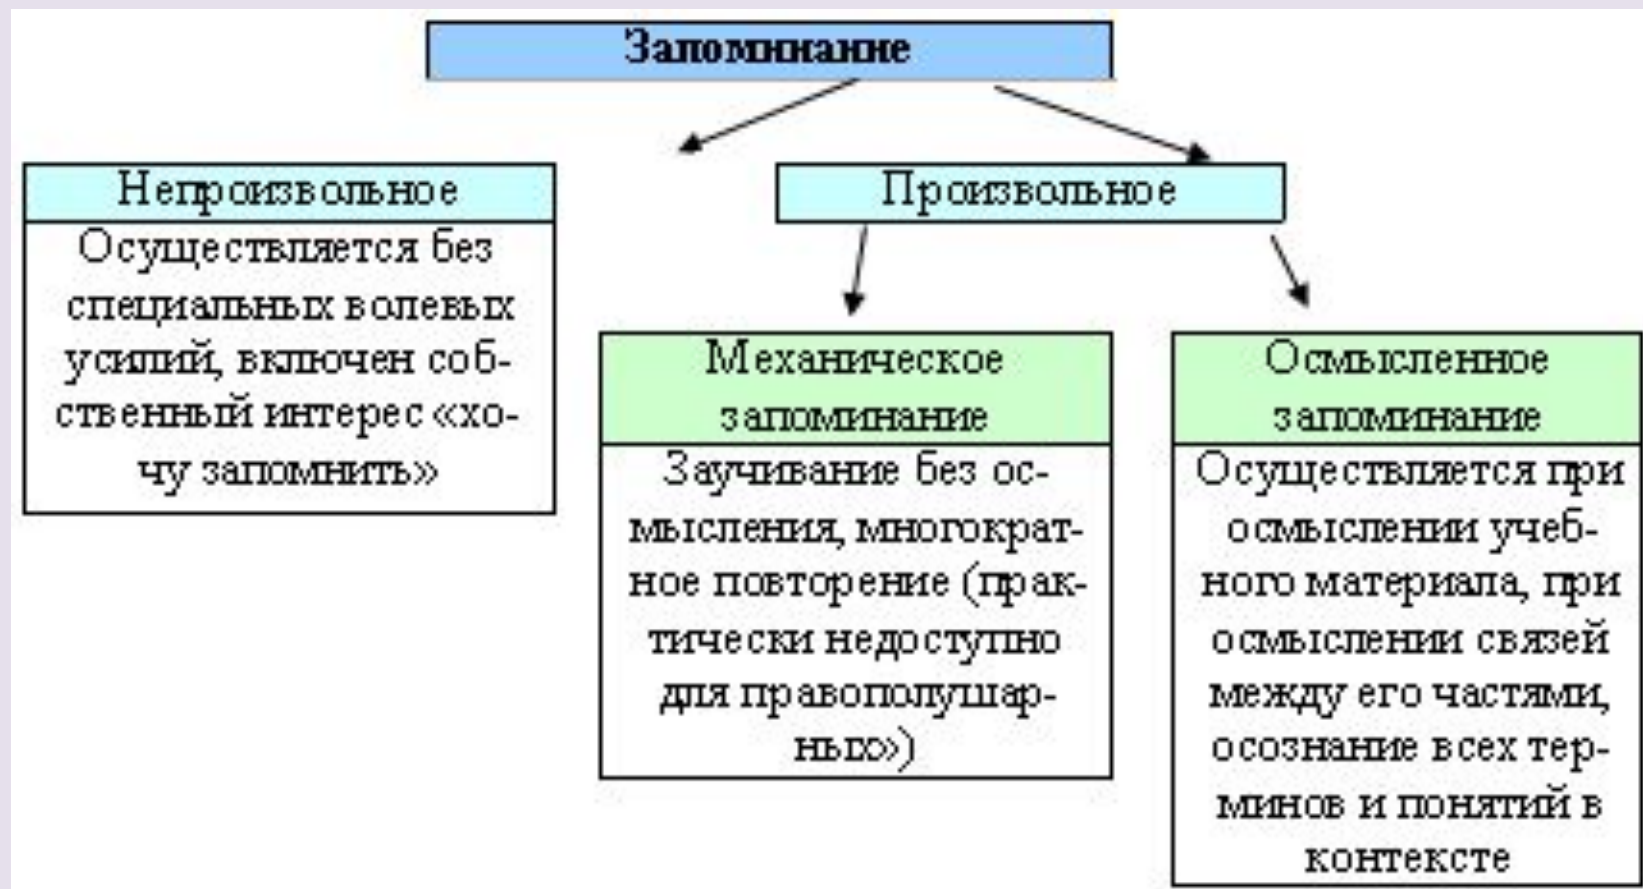 Запоминание
Непроизвольное
Осуществляется без
специальных волевых
усилий, включен соб-
ственный интерес «хо-
чу запомнить»
Произвольное
Механическое
запоминание
Заучивание без ос-
мысления, многократ-
ное повторение (прак-
тически недоступно
для правополушар-
ных»)
Осмысленное
запоминание
Осуществляется при
осмыслении учеб-
ного материала, при
осмыслении связей
между его частями,
осознание всех тер-
минов и понятий в
контексте